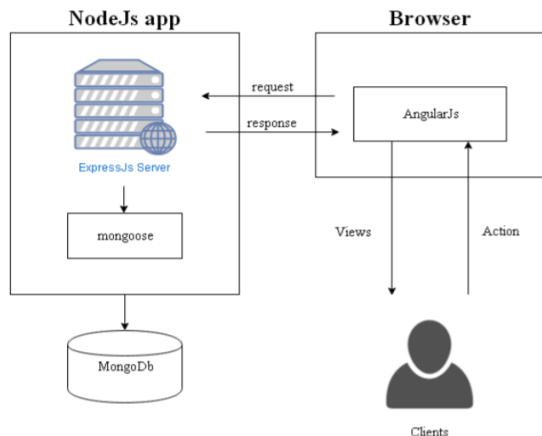 NodeJs app
Browser
request
response
AngularJs
ExpressJs Server
mongoose
Views
Action
MongoDb
Clients